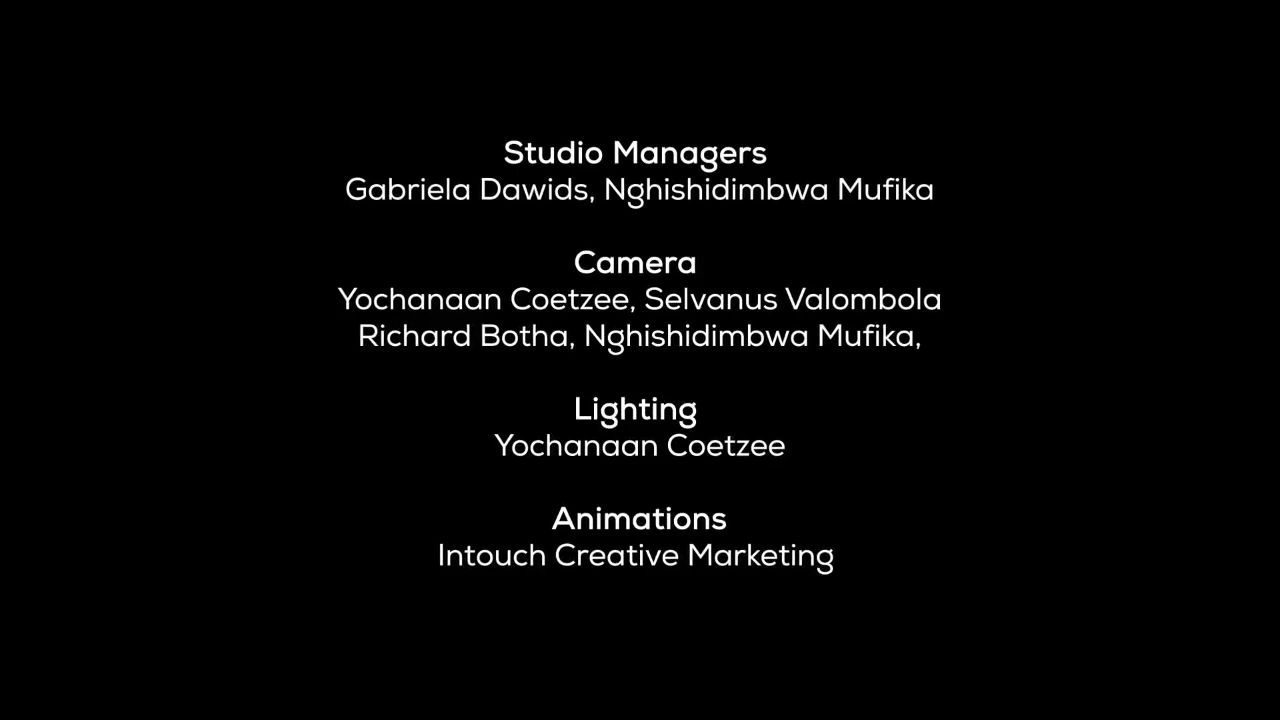 Studio Managers
Gabriela Dawids, Nghishidimbwa Mufika
Camera
Yochanaan Coetzee, Selvanus Valombola
Richard Botha, Nghishidimbwa Mufika,
Lighting
Yochanaan Coetzee
Animations
Intouch Creative Marketing